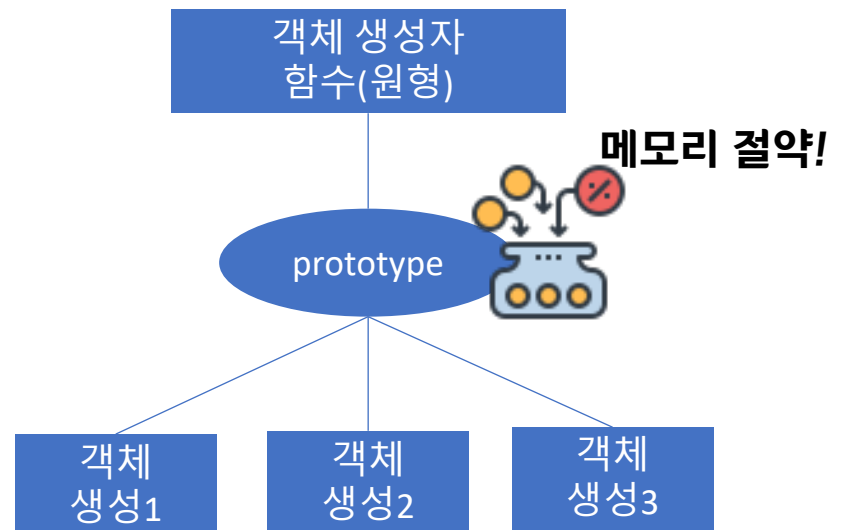 객체 생성자
함수(원형)
메모리 절약!
prototype
객체
생성1
객체
생성2
객체
생성3